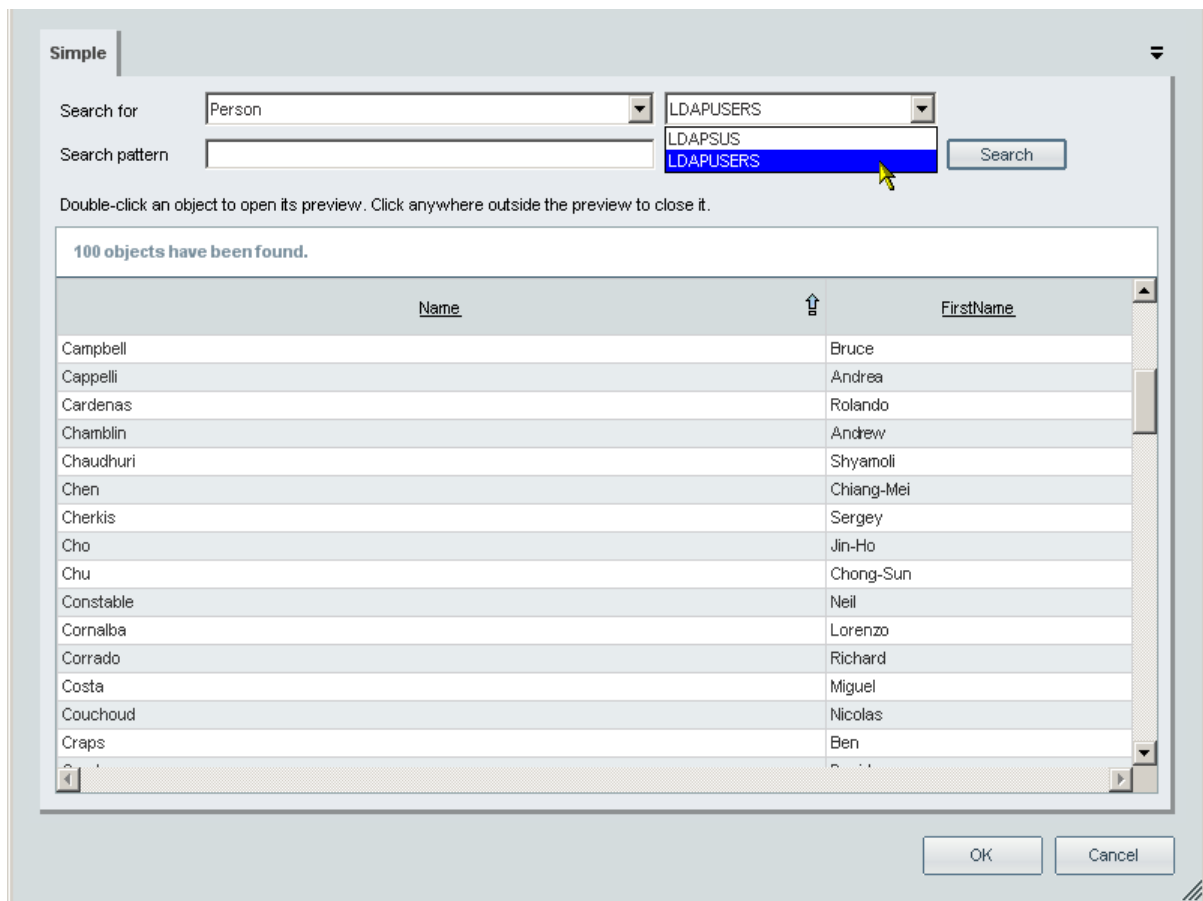 Simple
Search for Person LDAPUSERS
LDAPSUS
Search pattern LDAPUSERS Search
Double-click an object to open its preview. Click anywhere outside the preview to close it.
100 objects have been found.
Name FirstName
Campbell Bruce
Cappelli Andrea
Cardenas Rolando
Chamblin Andrew
Chaudhuri Shyamoli
Chen Chiang-Mei
Cherkis Sergey
Cho Jin-Ho
Chu Chong-Sun
Constable Neil
Cornalba Lorenzo
Corrado Richard
Costa Miguel
Couchoud Nicolas
Craps Ben
OK Cancel